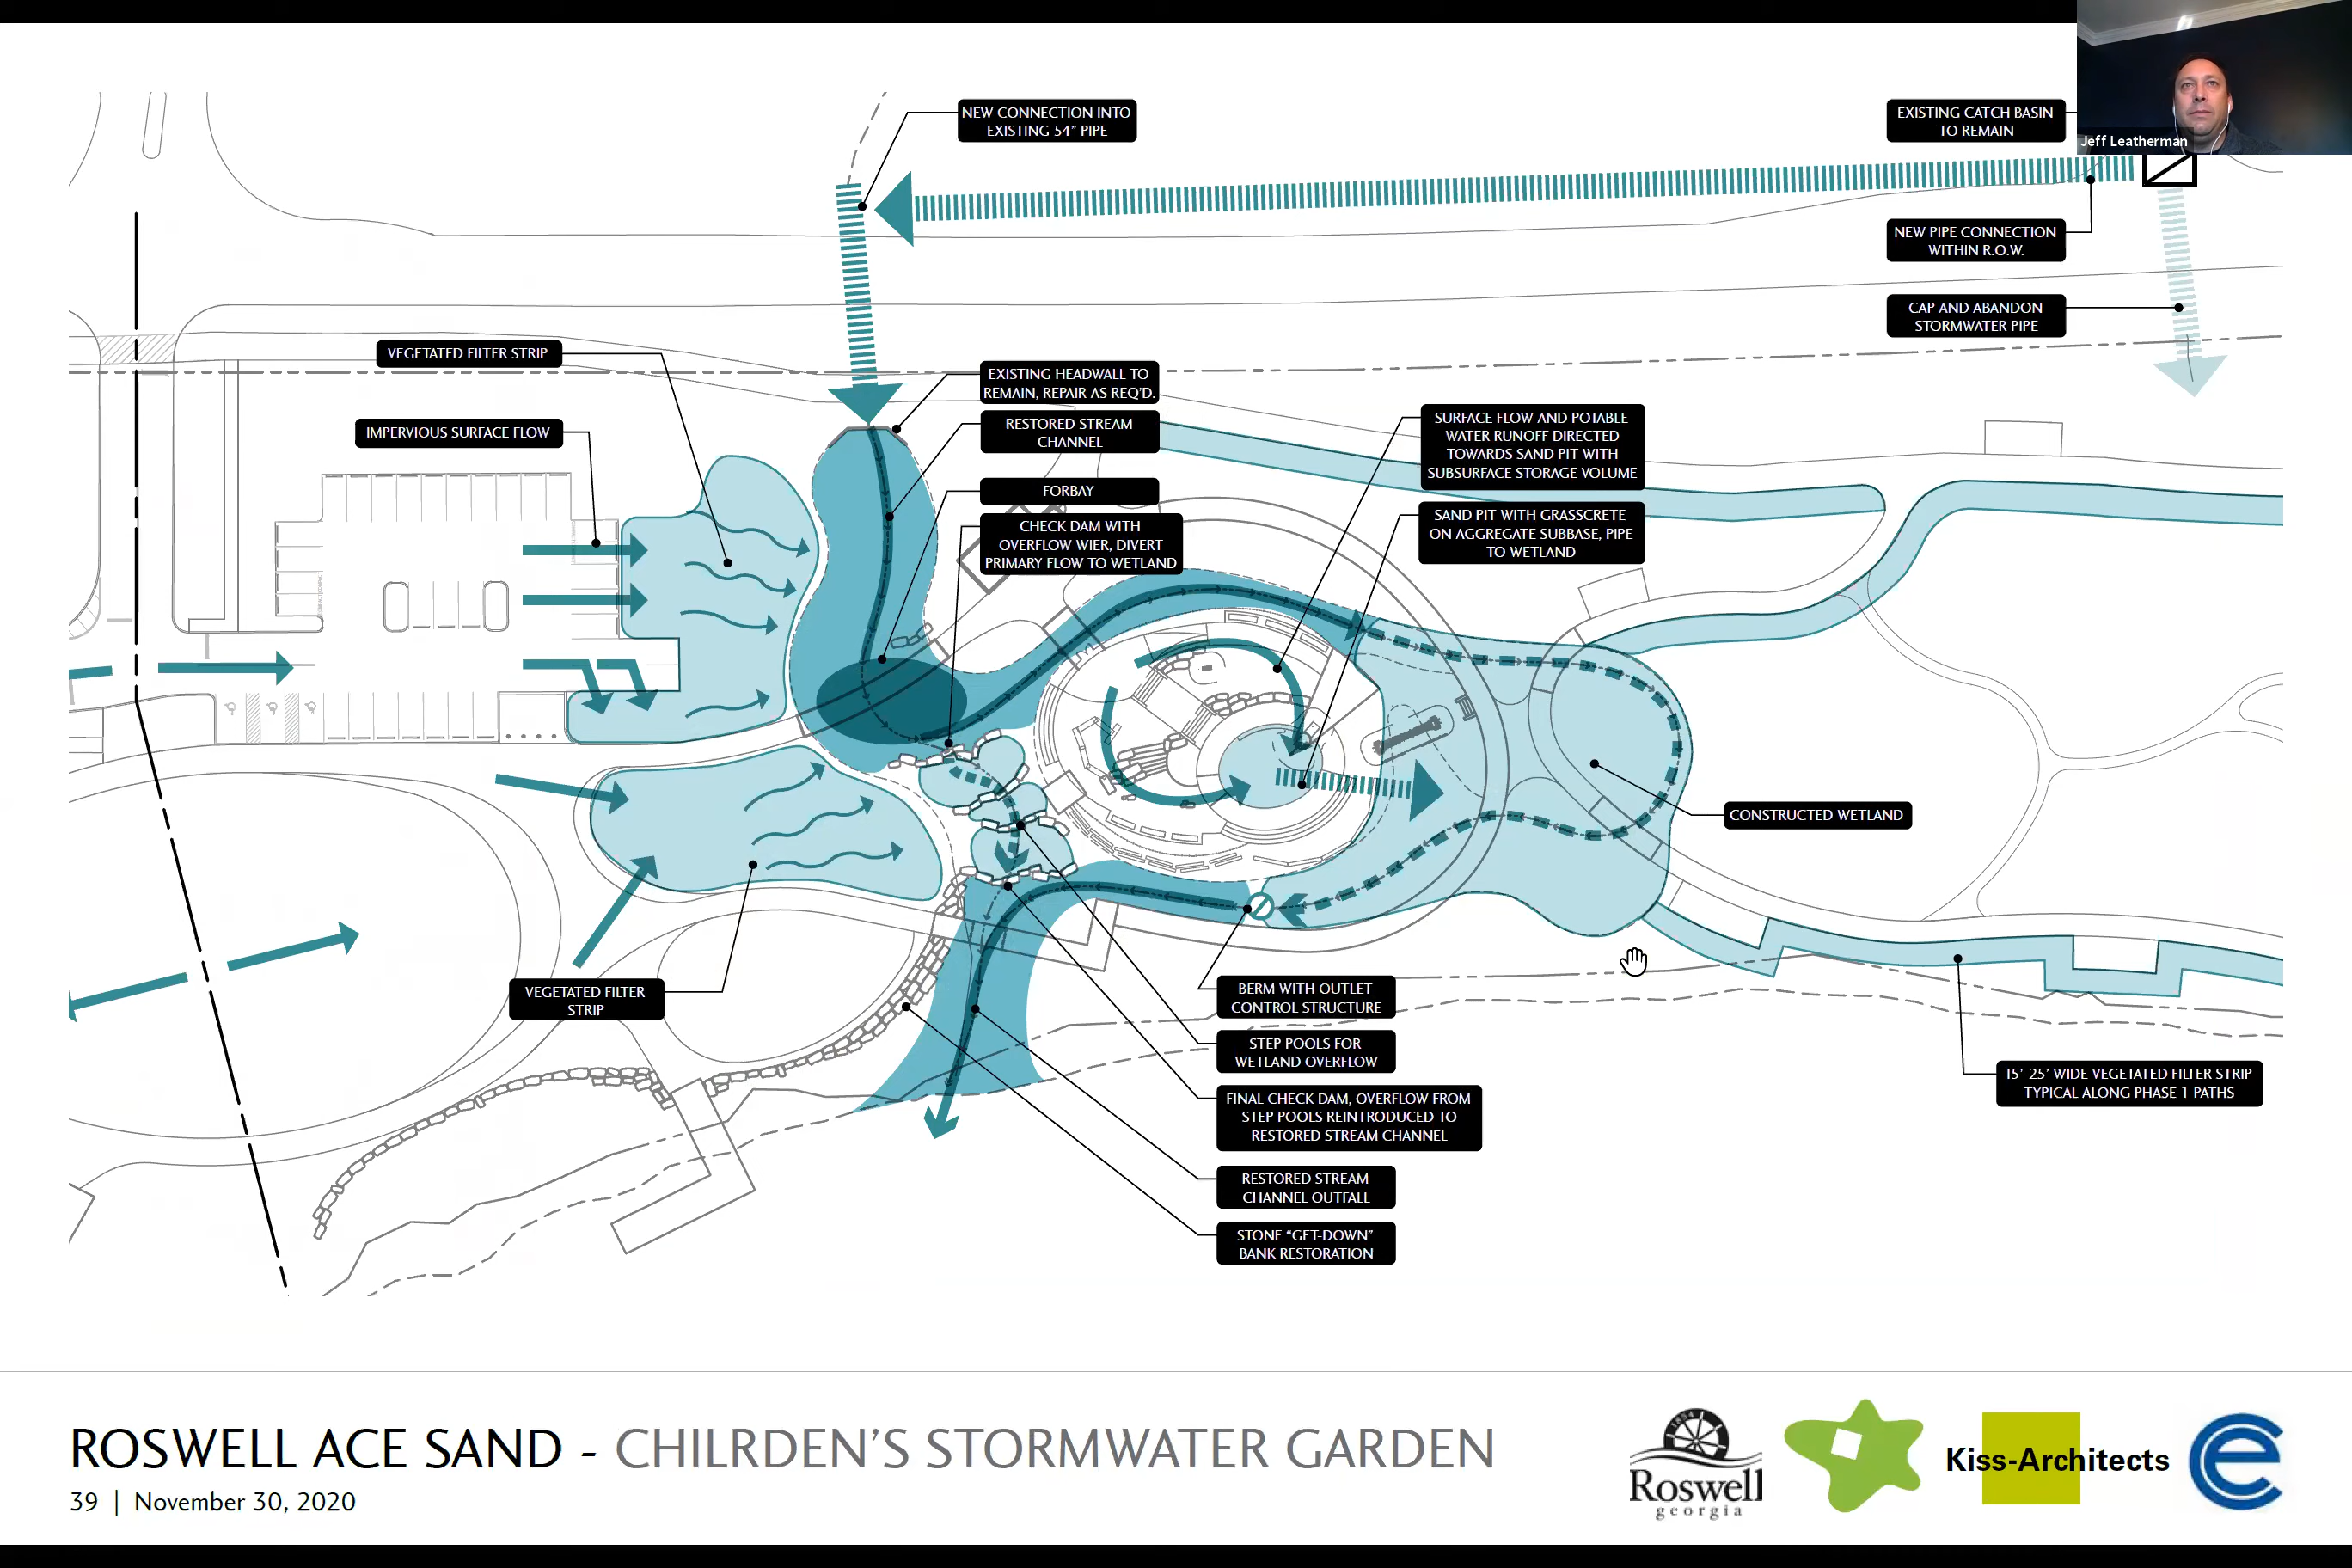 NEW CONNECTION INTO
EXISTING 54” PIPE
EXISTING CATCH BASIN
TO REMAIN
Jeff Leatherman
NEW PIPE CONNECTION
WITHIN R.O.W.
CAP AND ABANDON
STORMWATER PIPE
VEGETATED FILTER STRIP
EXISTING HEADWALL TO
REMAIN, REPAIR AS REQ’D.
IMPERVIOUS SURFACE FLOW
RESTORED STREAM
CHANNEL
SURFACE FLOW AND POTABLE
WATER RUNOFF DIRECTED
TOWARDS SAND PIT WITH
SUBSURFACE STORAGE VOLUME
FORBAY
CHECK DAM WITH
OVERFLOW WIER, DIVERT
PRIMARY FLOW TO WETLAND
SAND PIT WITH GRASSCRETE
ON AGGREGATE SUBBASE, PIPE
TO WETLAND
CONSTRUCTED WETLAND
VEGETATED FILTER
STRIP
BERM WITH OUTLET
CONTROL STRUCTURE
STEP POOLS FOR
WETLAND OVERFLOW
15’-25’ WIDE VEGETATED FILTER STRIP
TYPICAL ALONG PHASE 1 PATHS
FINAL CHECK DAM, OVERFLOW FROM
STEP POOLS REINTRODUCED TO
RESTORED STREAM CHANNEL
RESTORED STREAM
CHANNEL OUTFALL
STONE “GET-DOWN”
BANK RESTORATION
ROSWELL ACE SAND - CHILRDEN’S STORMWATER GARDEN
39 | November 30, 2020
1854
Roswell
georgia
Kiss-Architects